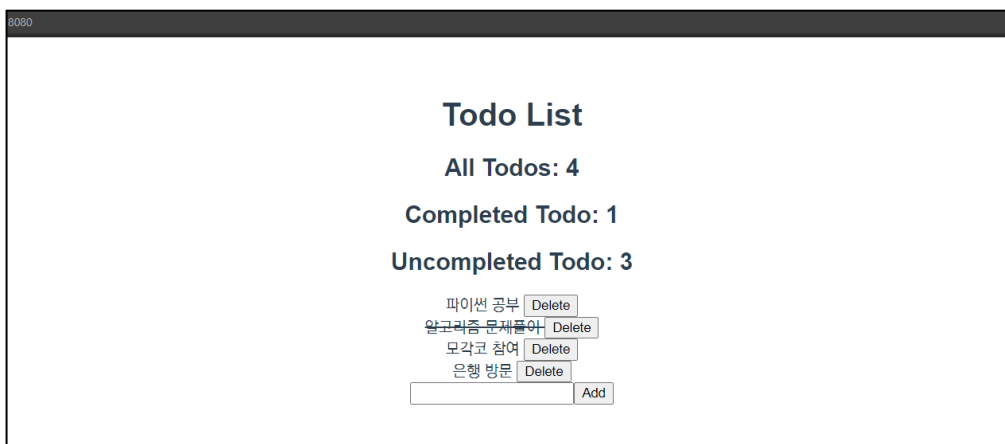 8080
Todo List
All Todos: 4
Completed Todo: 1
Uncompleted Todo: 3
파이썬 공부 Delete
알고리즘 문제풀이 Delete
모각코 참여 Delete
은행 방문 Delete
Add